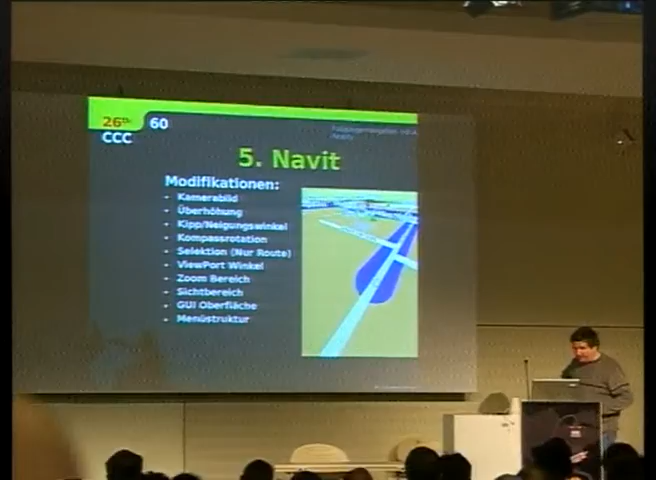 26th 60
CCC
5. Navit
Modifikationen:
- Kamerabild
- Überhöhung
- Kipp/Neigungswinkel
- Kompassrotation
- Selektion (Nur Route)
- ViewPort Winkel
- Zoom Bereich
- Sichtbereich
- GUI Oberfläche
- Menüstruktur